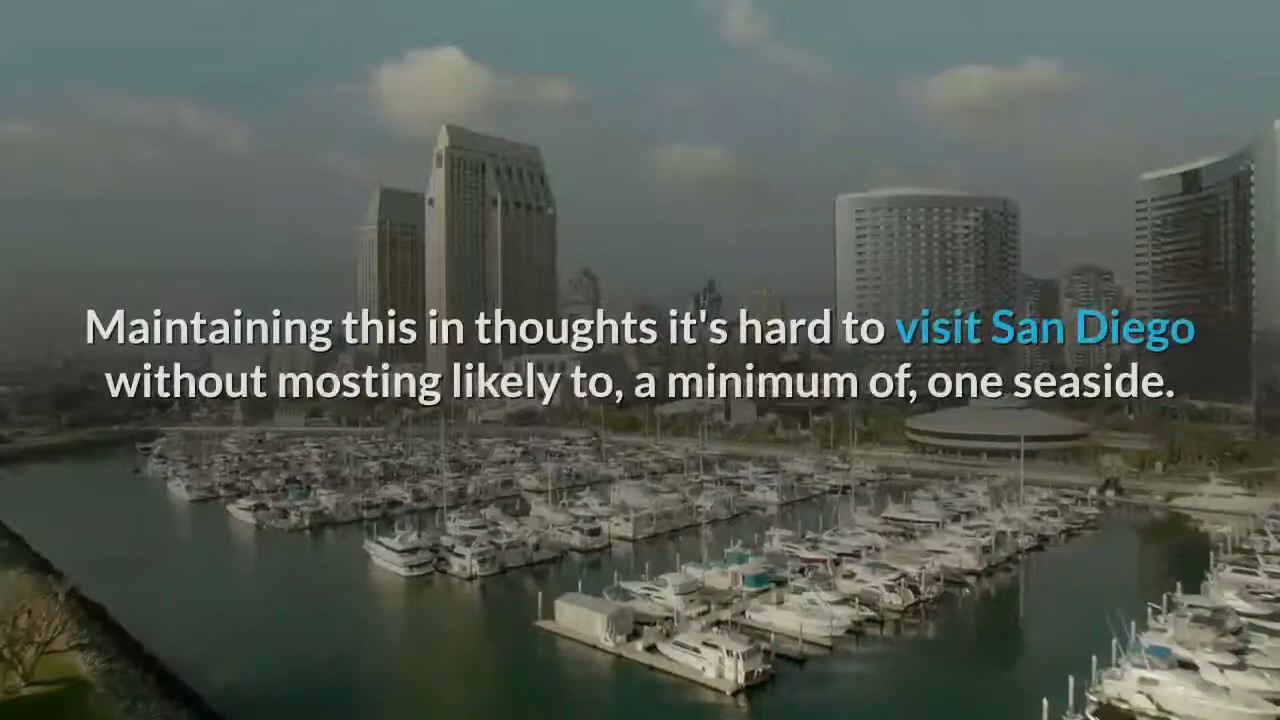 Maintaining this in thoughts it's hard to visit San Diego
without mosting likely to, a minimum of, one seaside.